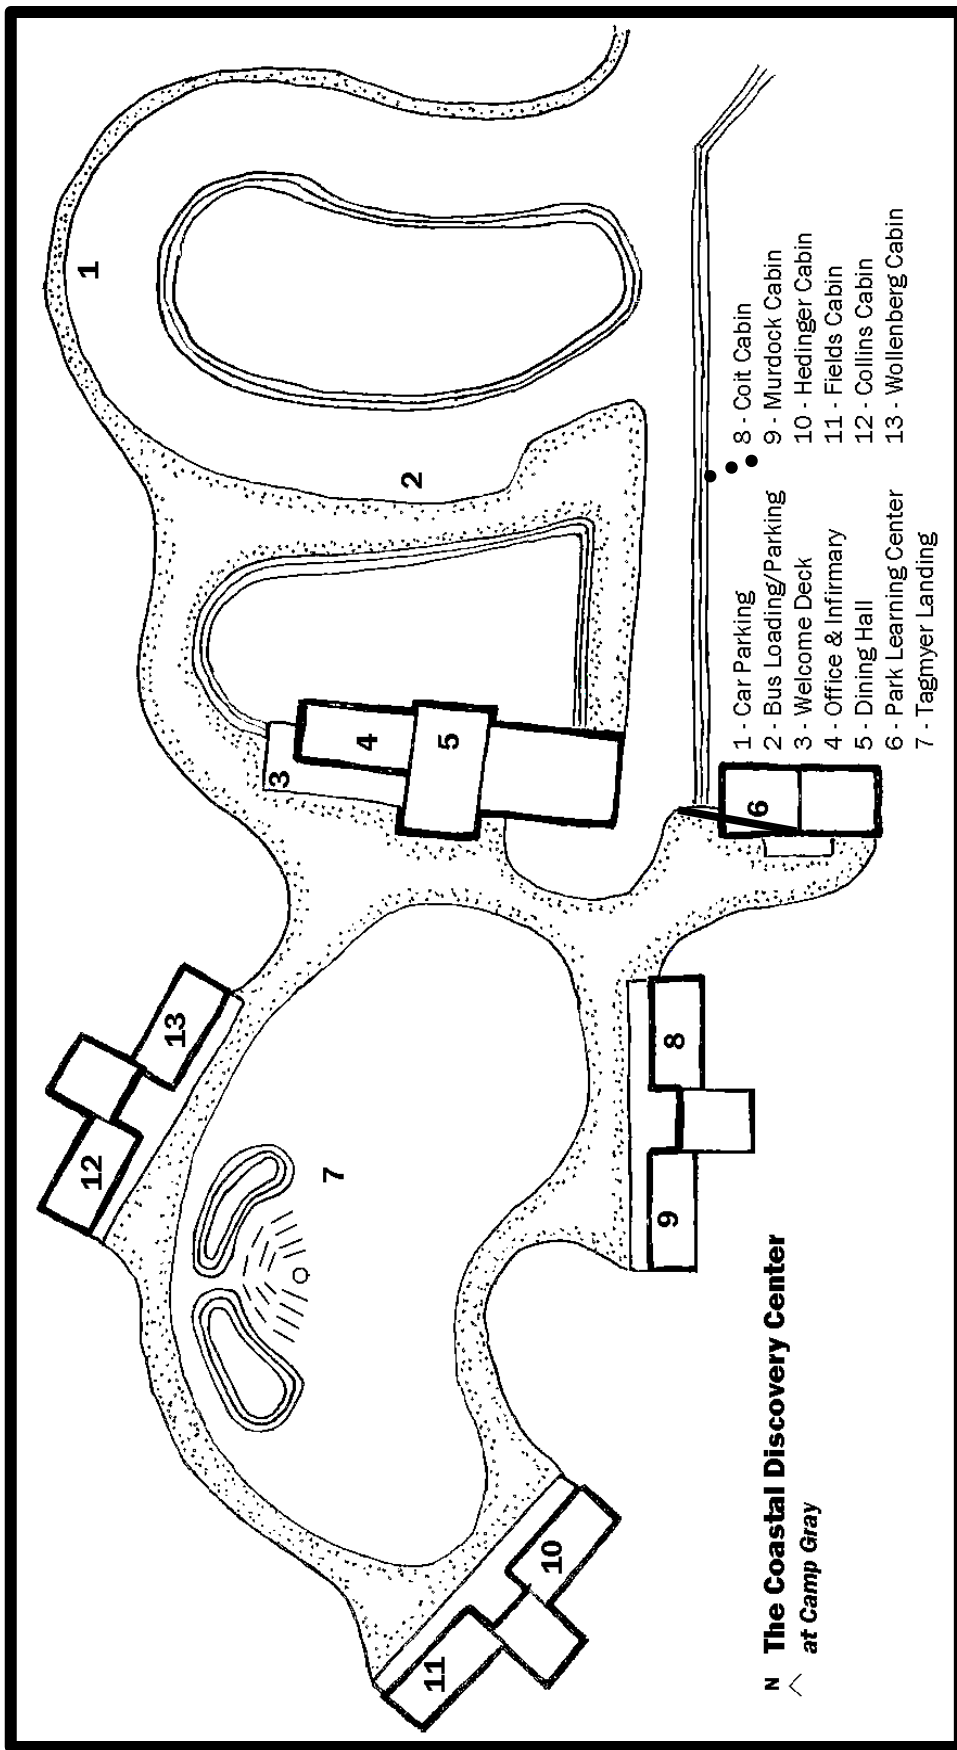 1
2
3
4
5
6
7
8
9
10
11
12
13
1 - Car Parking
2 - Bus Loading/Parking
3 - Welcome Deck
4 - Office & Infirmary
5 - Dining Hall
6 - Park Learning Center
7 - Tagmyer Landing
8 - Coit Cabin
9 - Murdock Cabin
10 - Hedinger Cabin
11 - Fields Cabin
12 - Collins Cabin
13 - Wollenberg Cabin
N
The Coastal Discovery Center
at Camp Gray